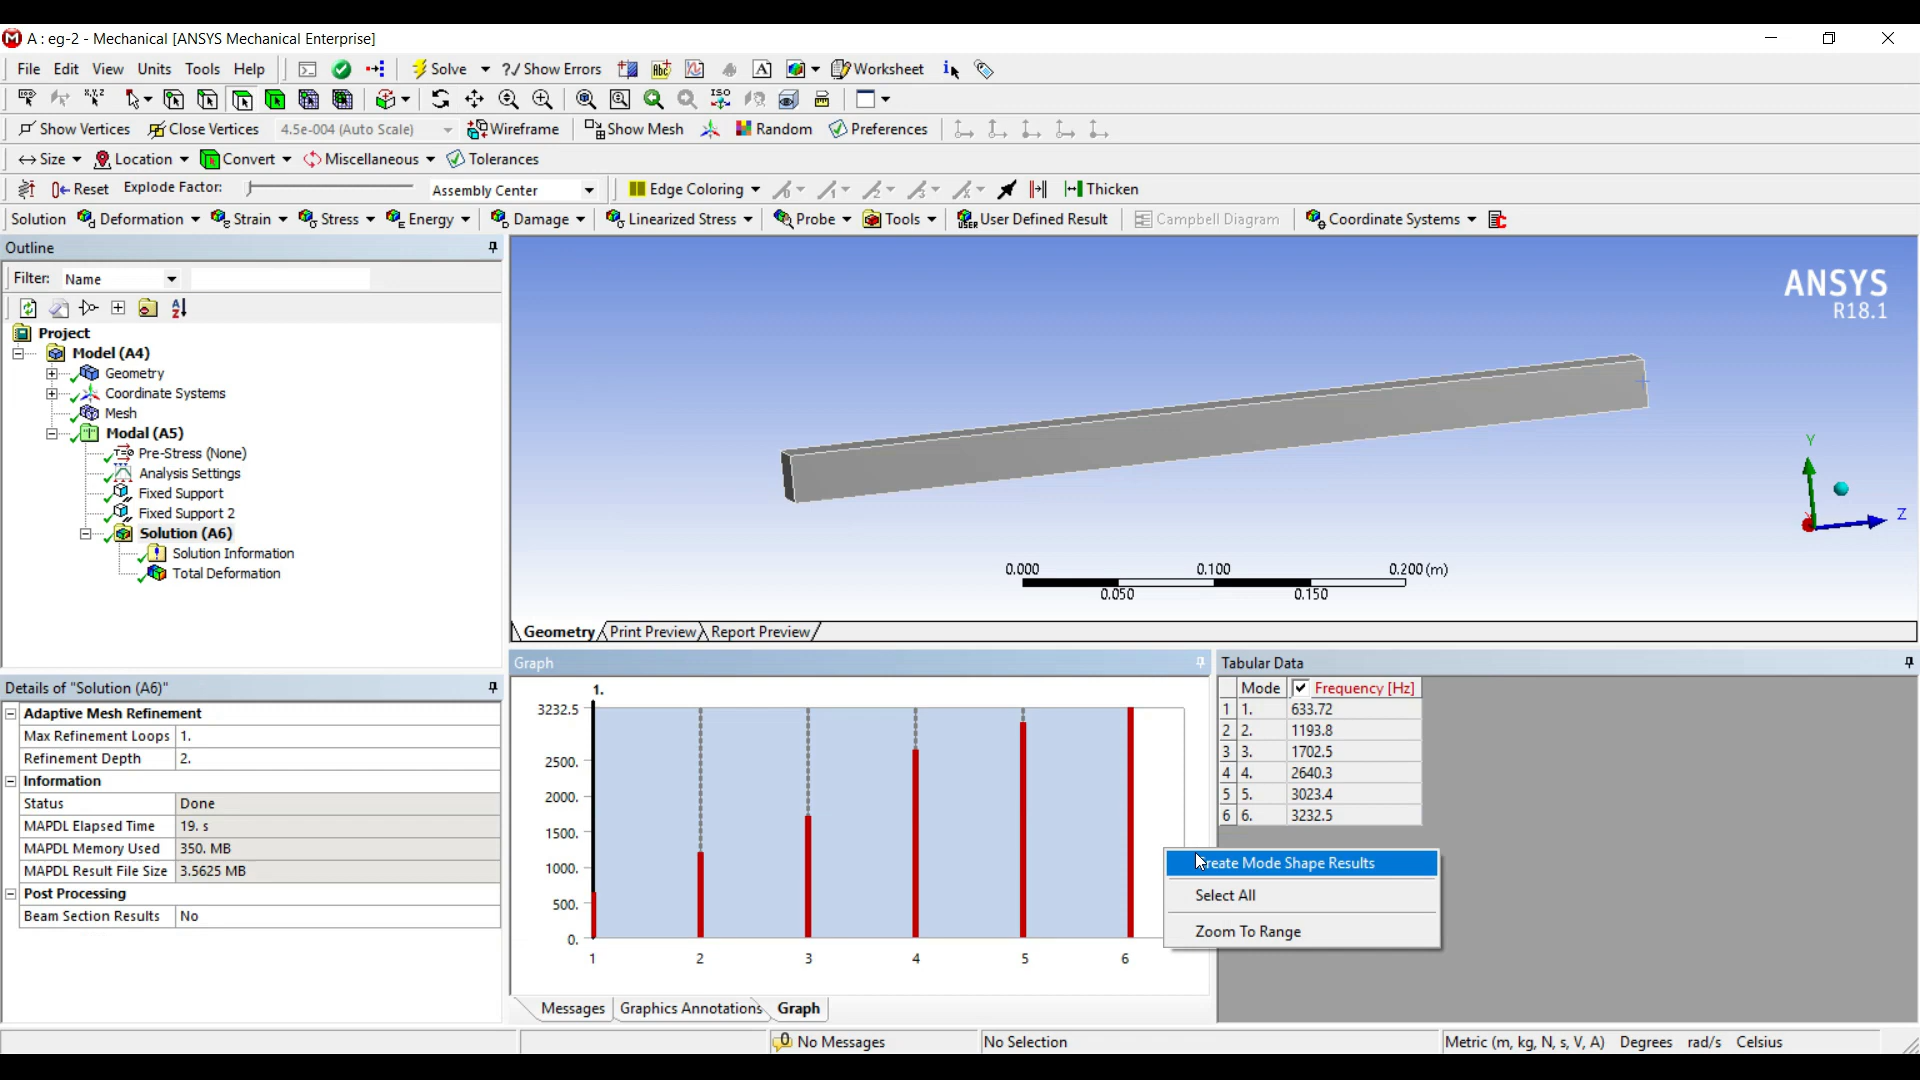 A : eg-2 - Mechanical [ANSYS Mechanical Enterprise]
File Edit View Units Tools Help Solve ?/ Show Errors Worksheet
ISO
Show Vertices Close Vertices 4.5e-004 (Auto Scale) Wireframe Show Mesh Random Preferences
Size Location Convert Miscellaneous Tolerances
Reset Explode Factor: Assembly Center Edge Coloring Thicken
Solution Deformation Strain Stress Energy Damage Linearized Stress Probe Tools User Defined Result Campbell Diagram Coordinate Systems
Outline
Filter: Name
Project
Model (A4)
Geometry
Coordinate Systems
Mesh
Modal (A5)
Pre-Stress (None)
Analysis Settings
Fixed Support
Fixed Support 2
Solution (A6)
Solution Information
Total Deformation
ANSYS
R18.1
Y
Z
0.000 0.100 0.200 (m)
0.050 0.150
Geometry Print Preview Report Preview
Details of "Solution (A6)"
Adaptive Mesh Refinement
Max Refinement Loops 1.
Refinement Depth 2.
Information
Status Done
MAPDL Elapsed Time 19. s
MAPDL Memory Used 350. MB
MAPDL Result File Size 3.5625 MB
Post Processing
Beam Section Results No
Graph
1.
3232.5
2500.
2000.
1500.
1000.
500.
0.
1 2 3 4 5 6
Messages Graphics Annotations Graph
Tabular Data
Mode Frequency [Hz]
1 1. 633.72
2 2. 1193.8
3 3. 1702.5
4 4. 2640.3
5 5. 3023.4
6 6. 3232.5
Create Mode Shape Results
Select All
Zoom To Range
0 No Messages No Selection Metric (m, kg, N, s, V, A) Degrees rad/s Celsius